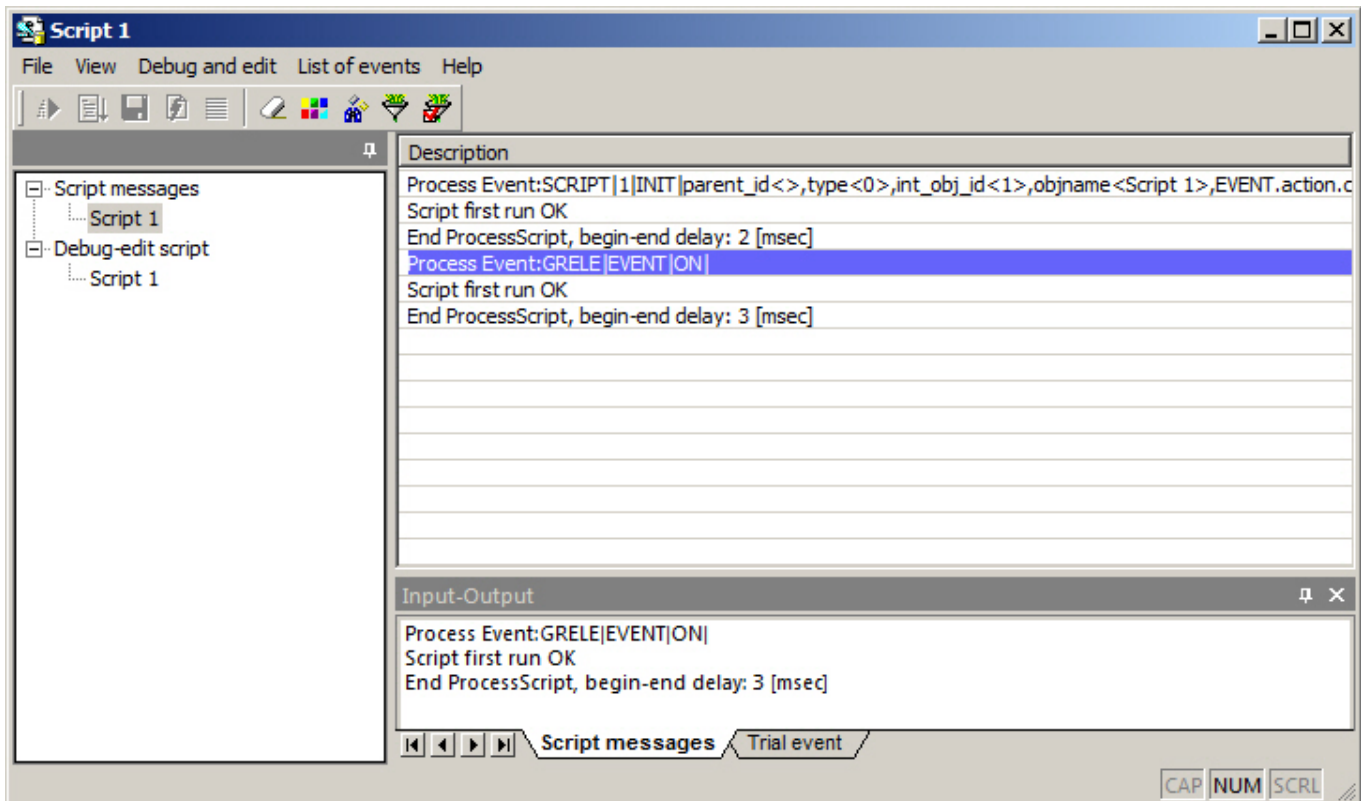 Script 1
File View Debug and edit List of events Help
Description
Script messages
Script 1
Debug-edit script
Script 1
Process Event:SCRIPT|1|INIT|parent_id<>,type<0>,int_obj_id<1>,objname<Script 1>,EVENT.action.c
Script first run OK
End ProcessScript, begin-end delay: 2 [msec]
Process Event:GRELE|EVENT|ON|
Script first run OK
End ProcessScript, begin-end delay: 3 [msec]
Input-Output
Process Event:GRELE|EVENT|ON|
Script first run OK
End ProcessScript, begin-end delay: 3 [msec]
Script messages Trial event
CAP NUM SCRL